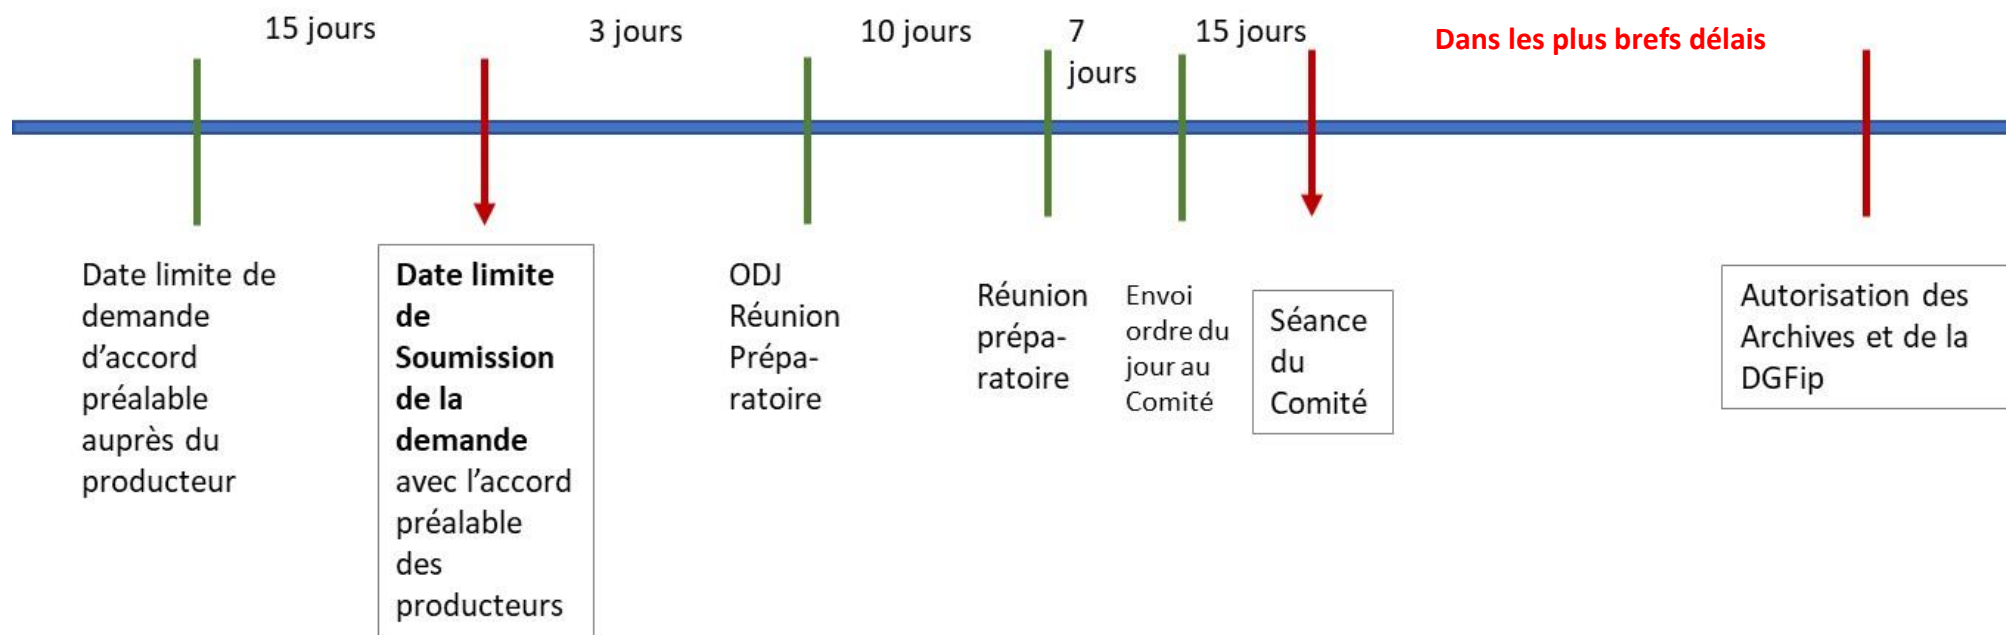 15 jours
3 jours
10 jours
7
jours
15 jours
Dans les plus brefs délais
Date limite de
demande
d’accord
préalable
auprès du
producteur
Date limite
de
Soumission
de la
demande
avec l’accord
préalable
des
producteurs
ODJ
Réunion
Prépa-
ratoire
Réunion
prépa-
ratoire
Envoi
ordre du
jour au
Comité
Séance
du
Comité
Autorisation des
Archives et de la
DGFip